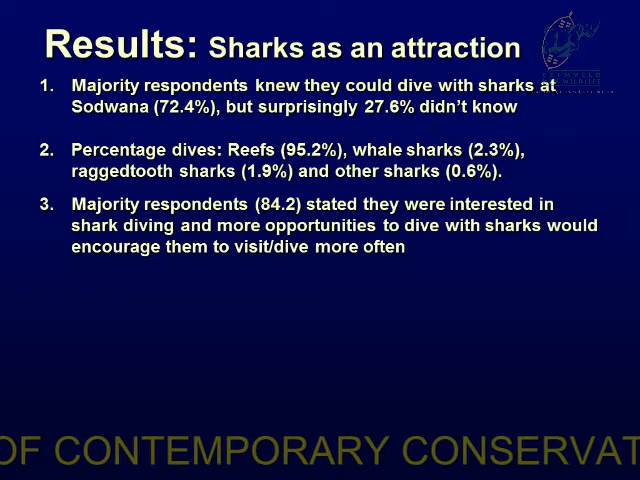 Results: Sharks as an attraction
1. Majority respondents knew they could dive with sharks at
Sodwana (72.4%), but surprisingly 27.6% didn't know
2. Percentage dives: Reefs (95.2%), whale sharks (2.3%),
raggedtooth sharks (1.9%) and other sharks (0.6%).
3. Majority respondents (84.2) stated they were interested in
shark diving and more opportunities to dive with sharks would
encourage them to visit/dive more often
OF CONTEMPORARY CONSERVAT